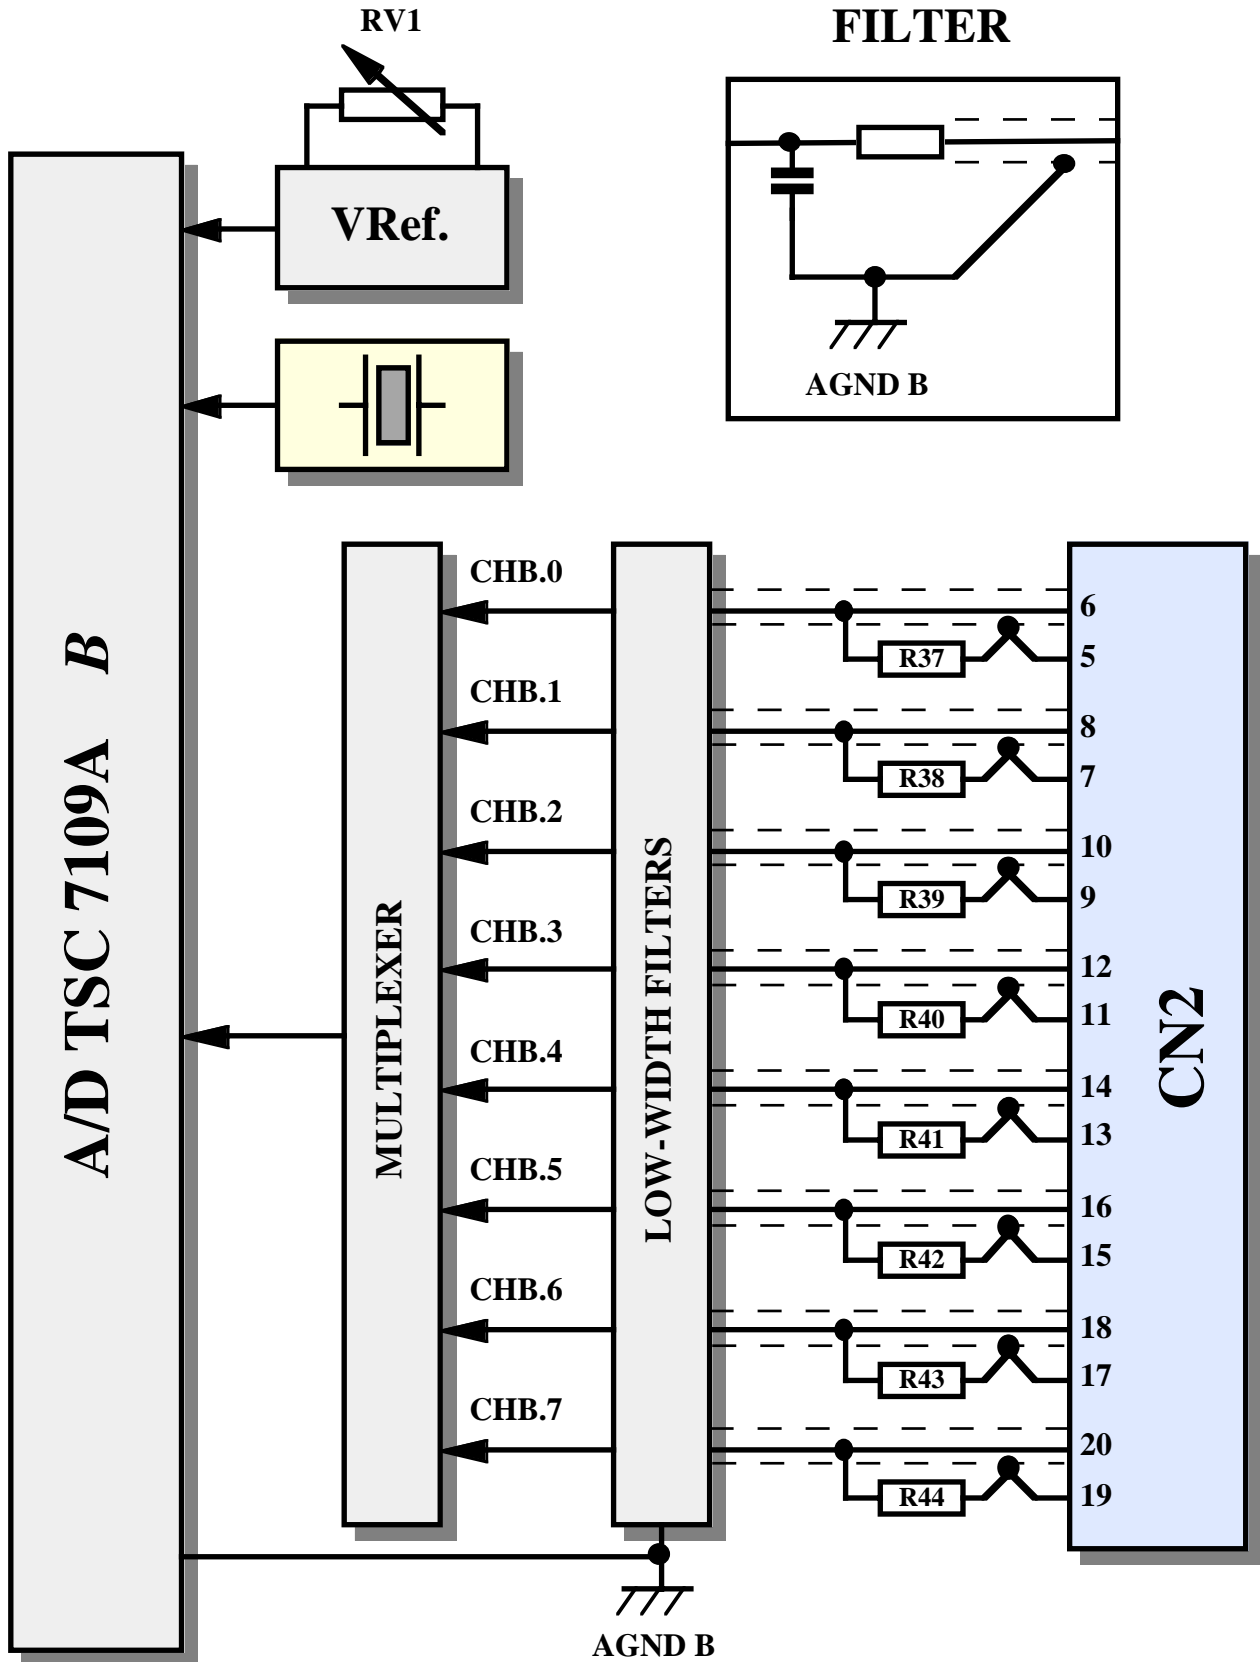 RV1
FILTER
VRef.
AGND B
A/D TSC 7109A B
MULTIPLEXER
LOW-WIDTH FILTERS
CN2
CHB.0
6
R37
5
CHB.1
8
R38
7
CHB.2
10
R39
9
CHB.3
12
R40
11
CHB.4
14
R41
13
CHB.5
16
R42
15
CHB.6
18
R43
17
CHB.7
20
R44
19
AGND B